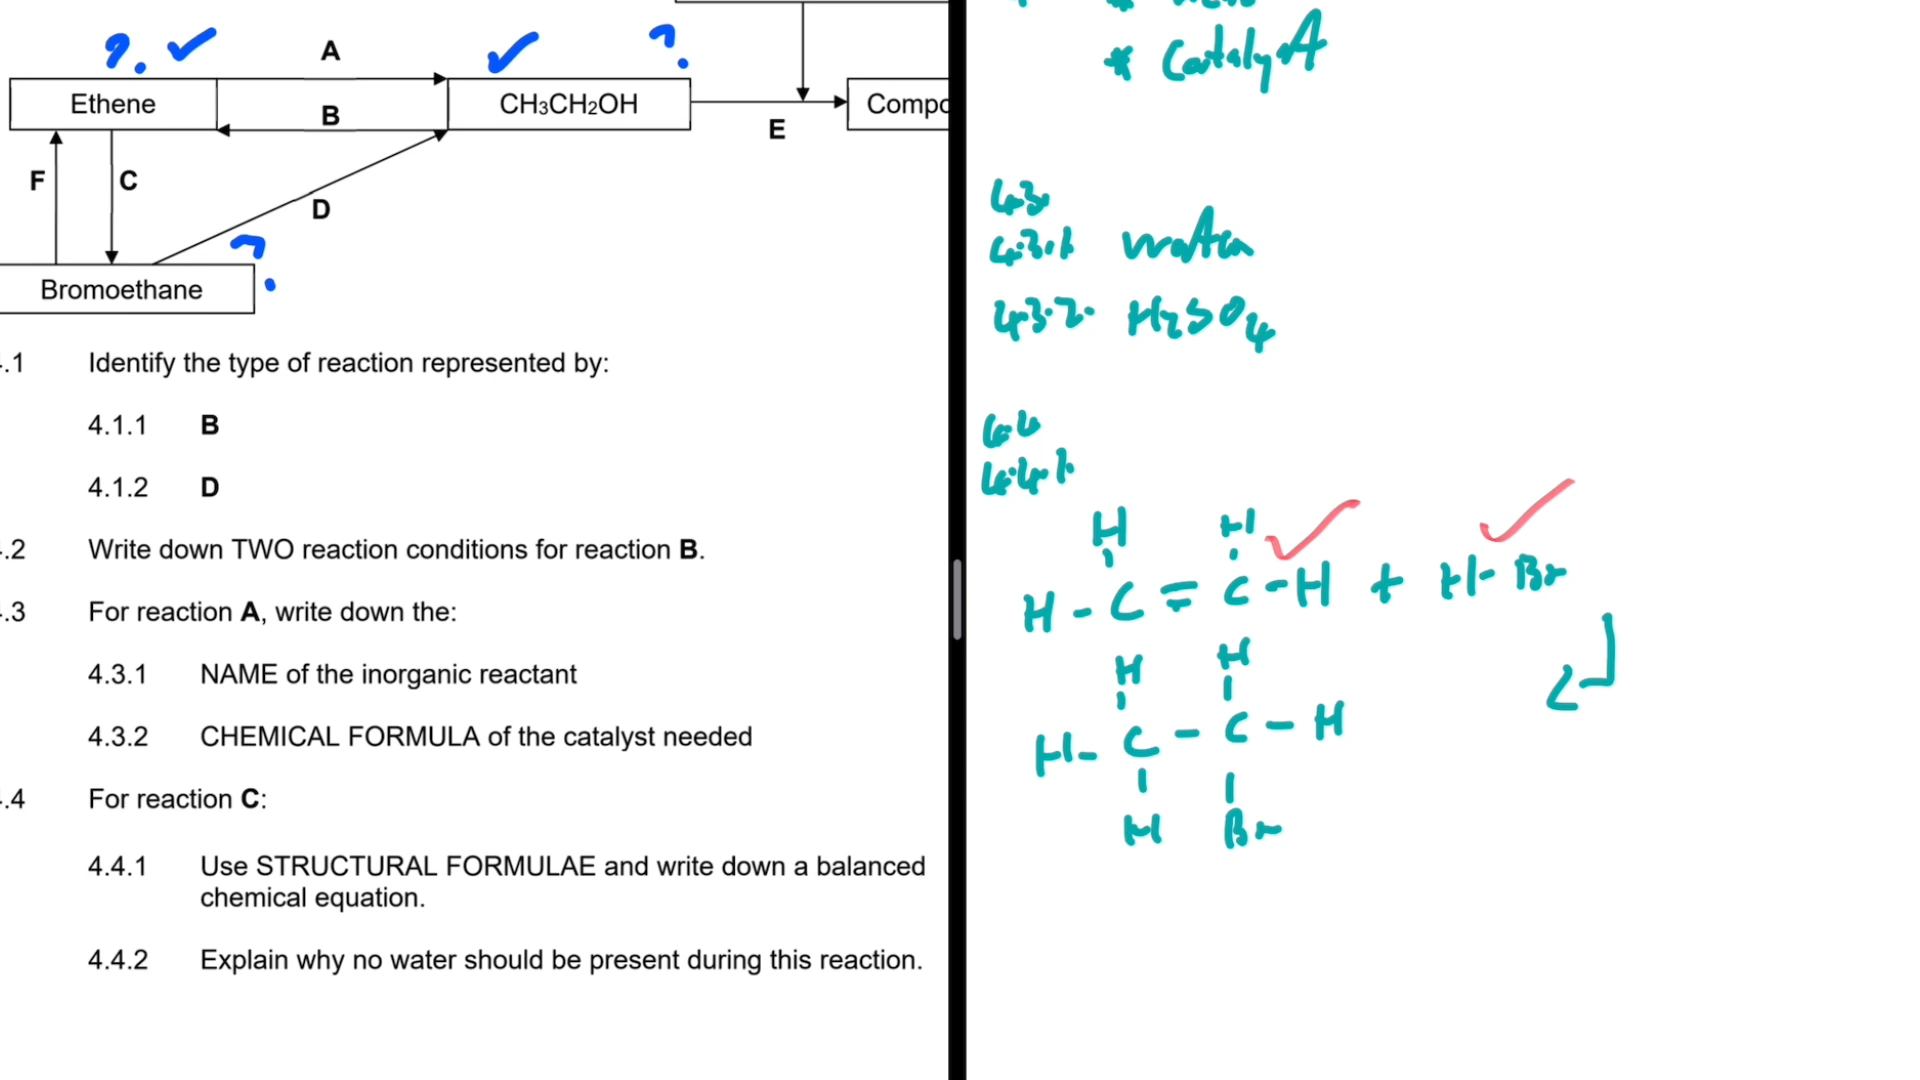 ? ✓ A ✓ ?
Ethene B CH₃CH₂OH E Compo
F C D
?
Bromoethane
.1 Identify the type of reaction represented by:
4.1.1 B
4.1.2 D
.2 Write down TWO reaction conditions for reaction B.
.3 For reaction A, write down the:
4.3.1 NAME of the inorganic reactant
4.3.2 CHEMICAL FORMULA of the catalyst needed
.4 For reaction C:
4.4.1 Use STRUCTURAL FORMULAE and write down a balanced
chemical equation.
4.4.2 Explain why no water should be present during this reaction.
* Catalyst
4.3.
4.3.1 water
4.3.2. H₂SO₄
4.4
4.4.1
H H
H - C = C - H + H - Br
H H
H - C - C - H
H Br